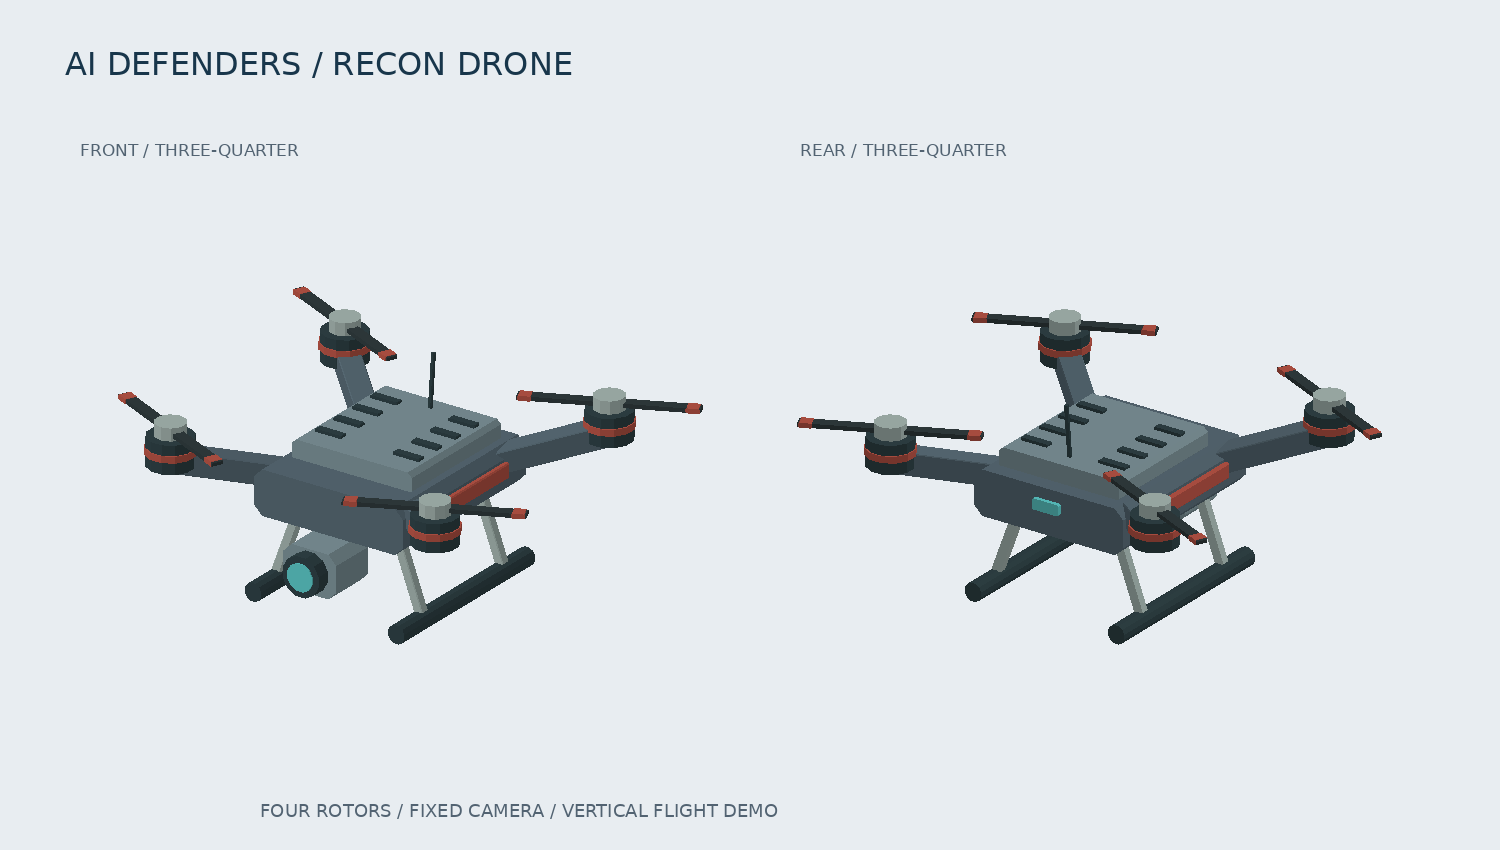 AI DEFENDERS / RECON DRONE
FRONT / THREE-QUARTER
REAR / THREE-QUARTER
FOUR ROTORS / FIXED CAMERA / VERTICAL FLIGHT DEMO